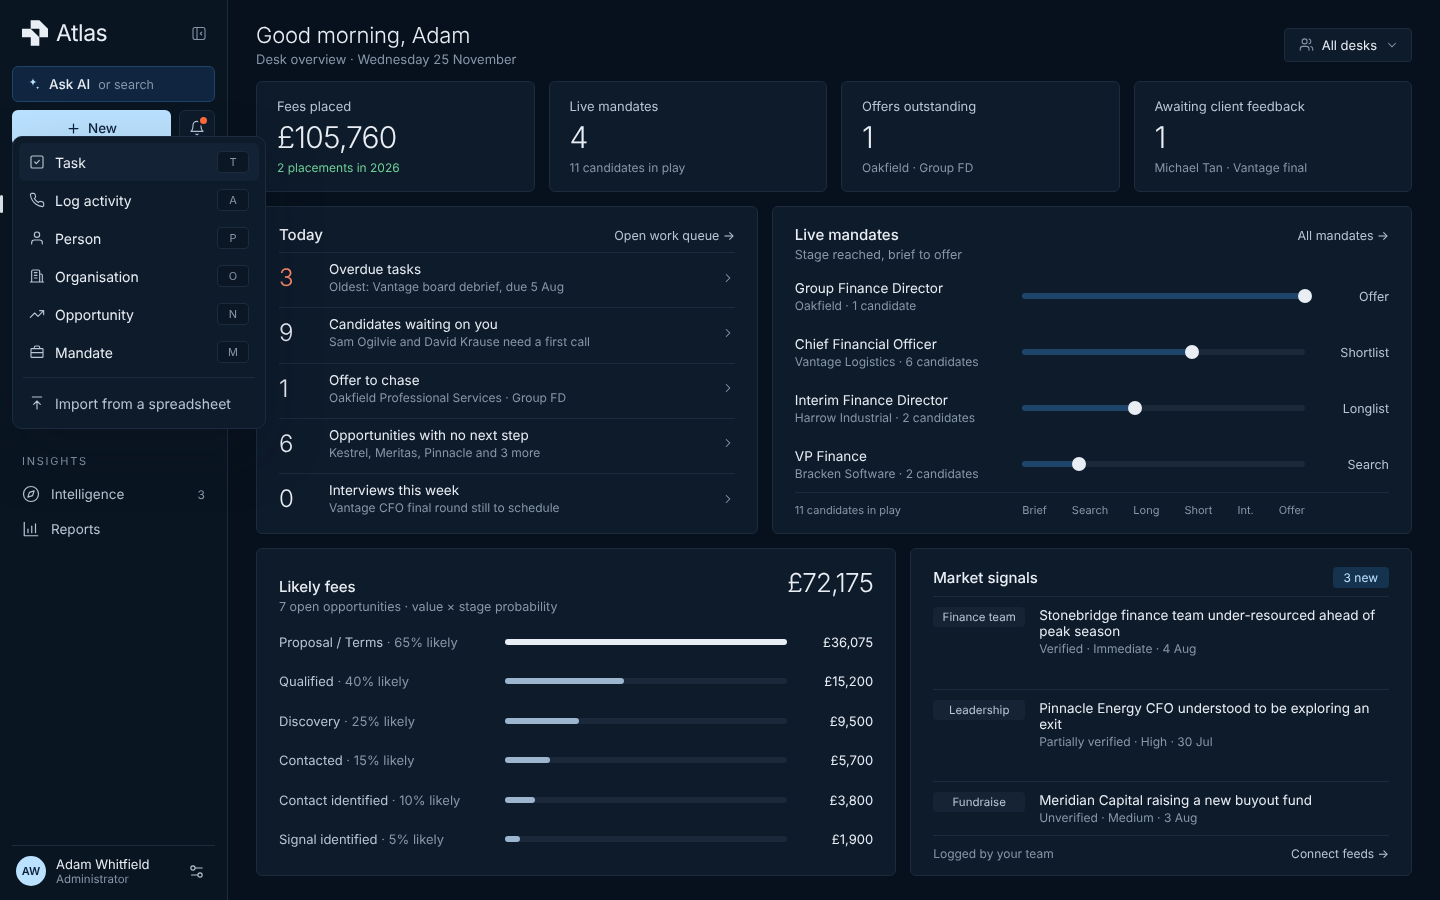 Atlas
Ask AI or search
New
Task T
Log activity A
Person P
Organisation O
Opportunity N
Mandate M
Import from a spreadsheet
INSIGHTS
Intelligence 3
Reports
AW
Adam Whitfield
Administrator
Good morning, Adam
Desk overview · Wednesday 25 November
All desks
Fees placed
£105,760
2 placements in 2026
Live mandates
4
11 candidates in play
Offers outstanding
1
Oakfield · Group FD
Awaiting client feedback
1
Michael Tan · Vantage final
Today
Open work queue →
3 Overdue tasks
Oldest: Vantage board debrief, due 5 Aug
9 Candidates waiting on you
Sam Ogilvie and David Krause need a first call
1 Offer to chase
Oakfield Professional Services · Group FD
6 Opportunities with no next step
Kestrel, Meritas, Pinnacle and 3 more
0 Interviews this week
Vantage CFO final round still to schedule
Live mandates
All mandates →
Stage reached, brief to offer
Group Finance Director
Oakfield · 1 candidate
Offer
Chief Financial Officer
Vantage Logistics · 6 candidates
Shortlist
Interim Finance Director
Harrow Industrial · 2 candidates
Longlist
VP Finance
Bracken Software · 2 candidates
Search
11 candidates in play
Brief Search Long Short Int. Offer
Likely fees
£72,175
7 open opportunities · value × stage probability
Proposal / Terms · 65% likely £36,075
Qualified · 40% likely £15,200
Discovery · 25% likely £9,500
Contacted · 15% likely £5,700
Contact identified · 10% likely £3,800
Signal identified · 5% likely £1,900
Market signals
3 new
Finance team
Stonebridge finance team under-resourced ahead of
peak season
Verified · Immediate · 4 Aug
Leadership
Pinnacle Energy CFO understood to be exploring an
exit
Partially verified · High · 30 Jul
Fundraise
Meridian Capital raising a new buyout fund
Unverified · Medium · 3 Aug
Logged by your team
Connect feeds →